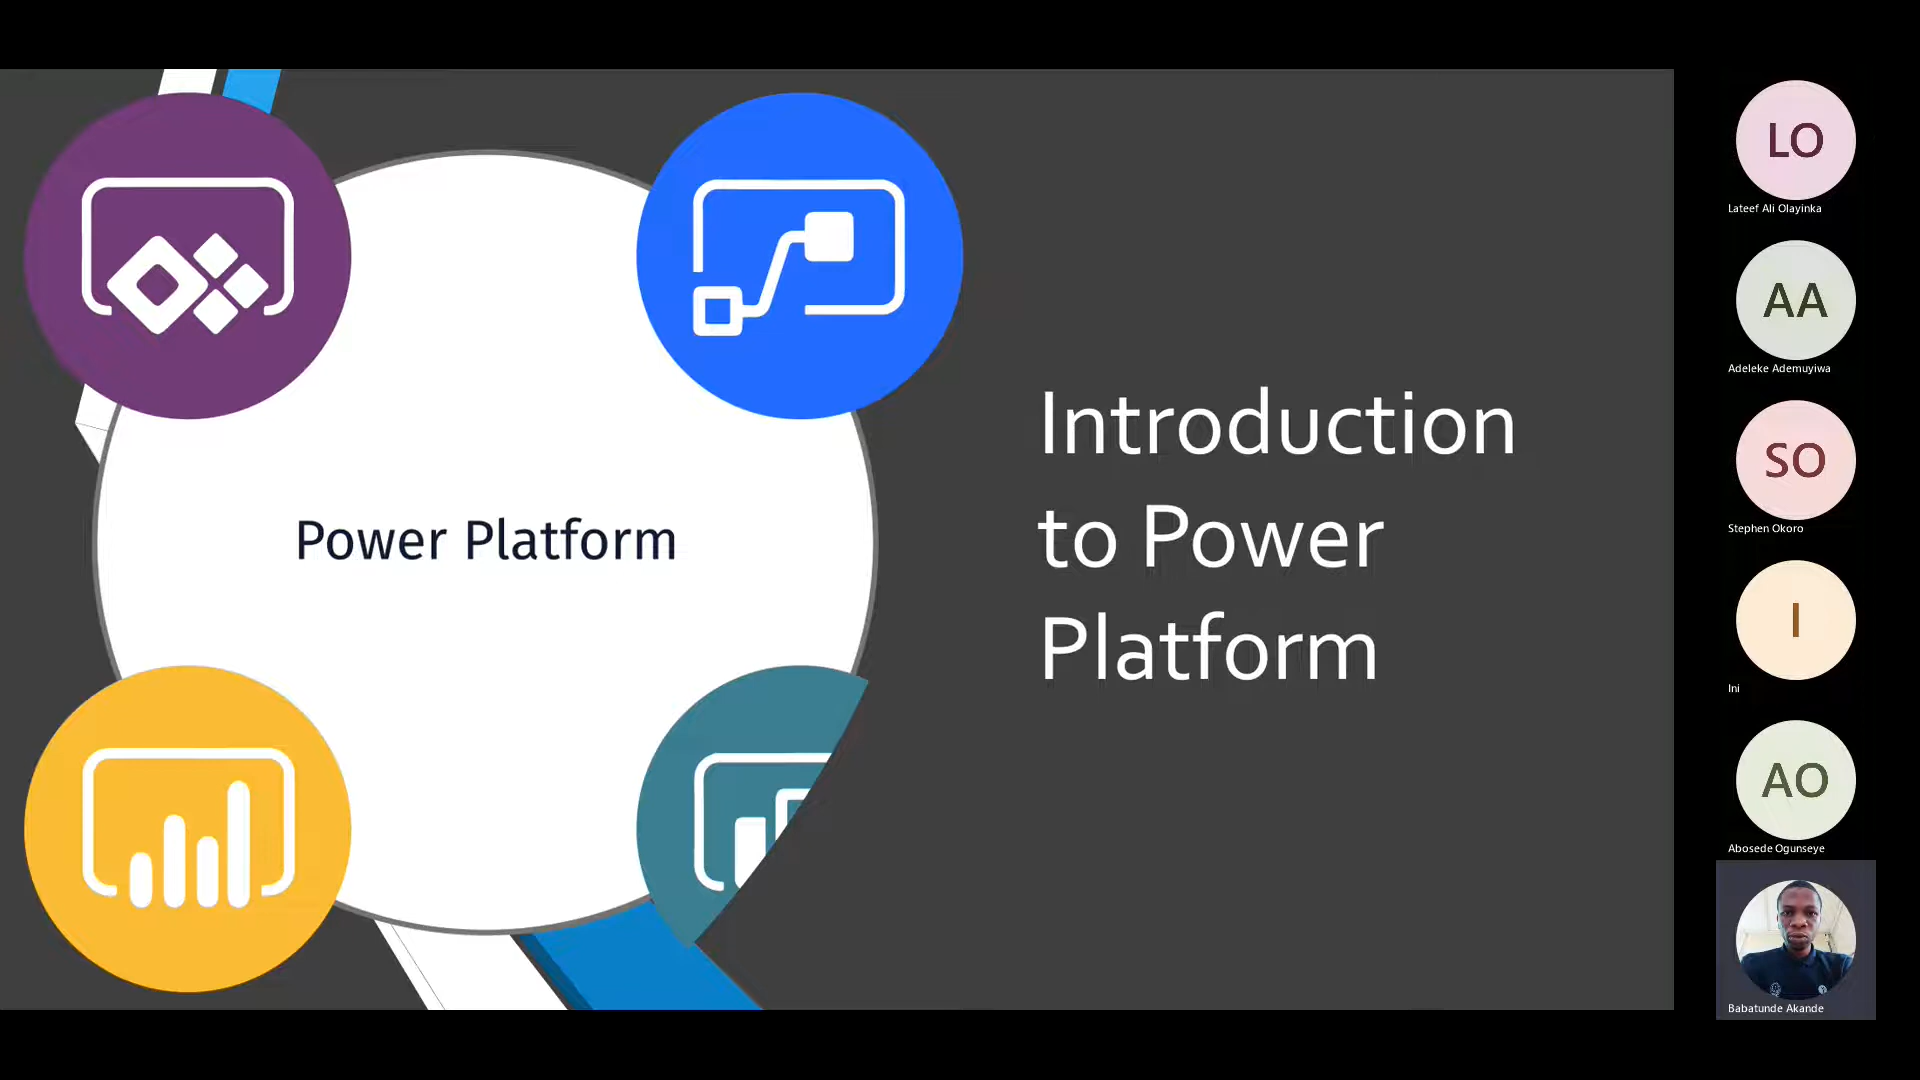 Power Platform
Introduction
to Power
Platform
LO
Lateef Ali Olayinka
AA
Adeleke Ademuyiwa
SO
Stephen Okoro
I
Ini
AO
Abosede Ogunseye
Babatunde Akande